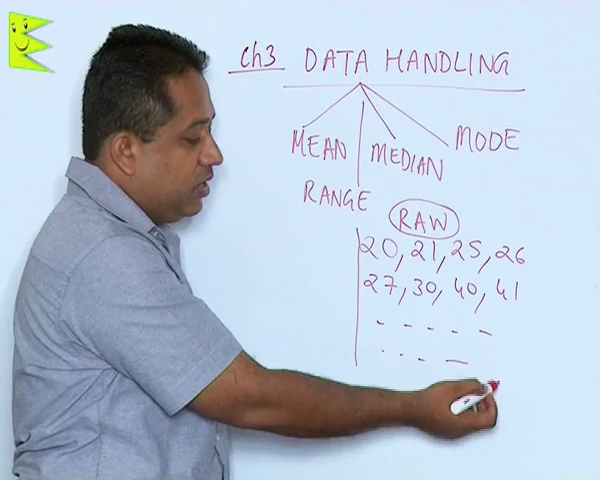 Ch3 DATA HANDLING
MEAN MEDIAN MODE
RANGE
RAW
20, 21, 25, 26
27, 30, 40, 41
- - - - -
- - - -